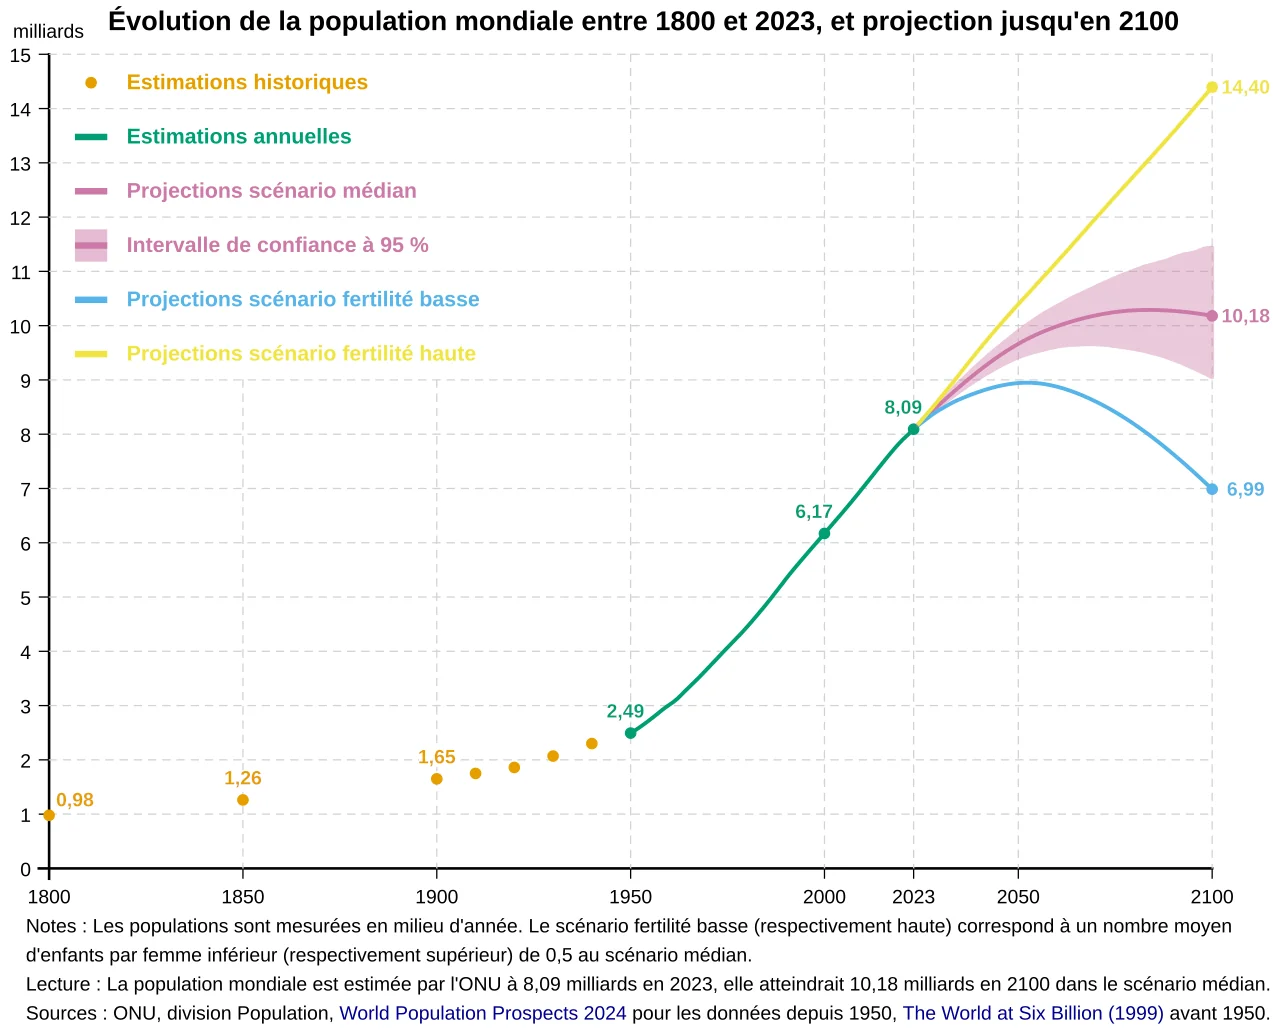 Évolution de la population mondiale entre 1800 et 2023, et projection jusqu'en 2100
milliards
15
14
13
12
11
10
9
8
7
6
5
4
3
2
1
0
Estimations historiques
Estimations annuelles
Projections scénario médian
Intervalle de confiance à 95 %
Projections scénario fertilité basse
Projections scénario fertilité haute
0,98
1,26
1,65
2,49
6,17
8,09
14,40
10,18
6,99
1800 1850 1900 1950 2000 2023 2050 2100
Notes : Les populations sont mesurées en milieu d'année. Le scénario fertilité basse (respectivement haute) correspond à un nombre moyen
d'enfants par femme inférieur (respectivement supérieur) de 0,5 au scénario médian.
Lecture : La population mondiale est estimée par l'ONU à 8,09 milliards en 2023, elle atteindrait 10,18 milliards en 2100 dans le scénario médian.
Sources : ONU, division Population, World Population Prospects 2024 pour les données depuis 1950, The World at Six Billion (1999) avant 1950.